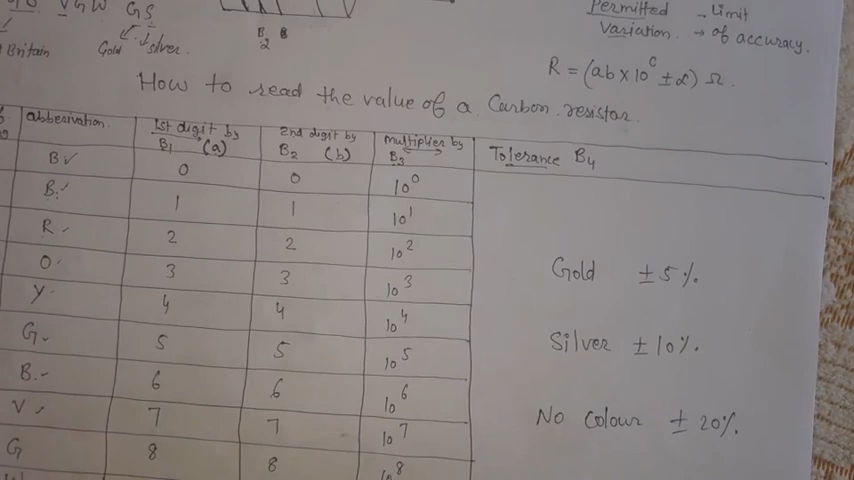 V G W G S
Britain Gold silver
B2
Permitted - Limit
Variation. → of accuracy.
R = (ab × 10^c ± α) Ω.
How to read the value of a Carbon resistor.
abberivation. 1st digit by B1 (a) 2nd digit by B2 (b) multiplier by B3 Tolerance B4
B 0 0 10^0
B 1 1 10^1
R 2 2 10^2
O 3 3 10^3
Y 4 4 10^4
G 5 5 10^5
B 6 6 10^6
V 7 7 10^7
G 8 8 10^8
Gold ±5%.
Silver ±10%.
No Colour ± 20%.